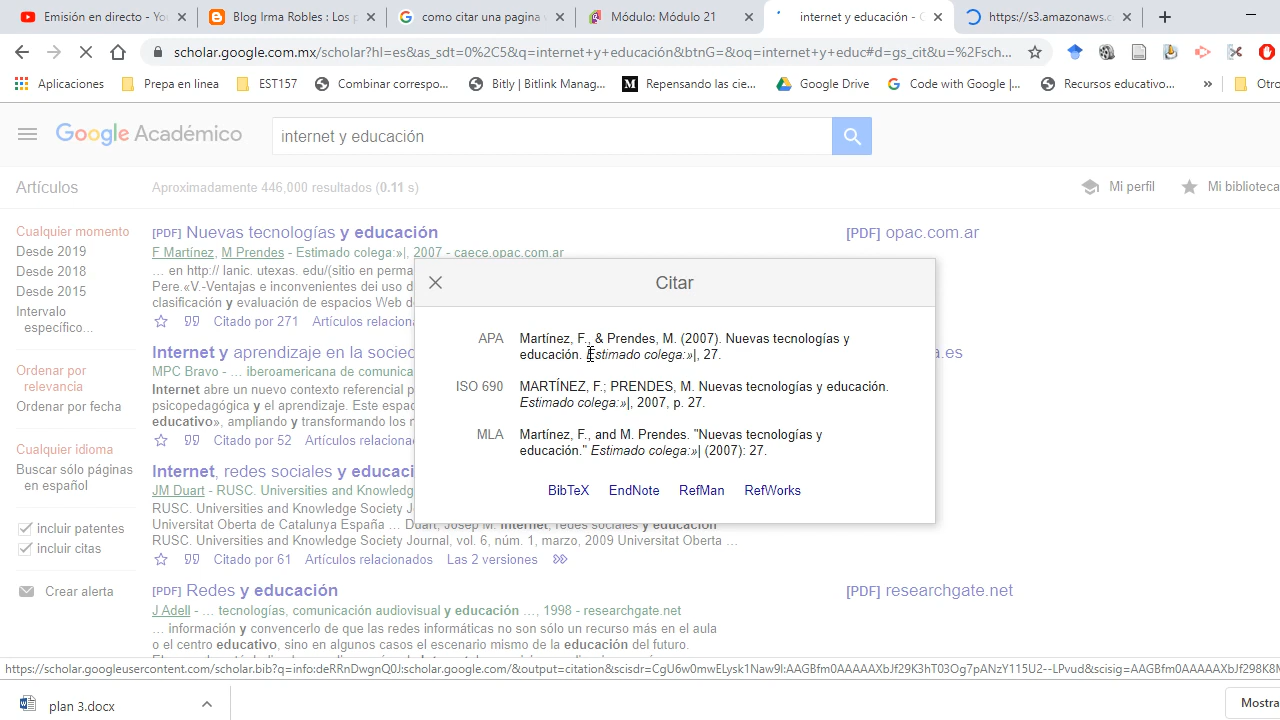 Emisión en directo - Yo
Blog Irma Robles : Los p
como citar una pagina
Módulo: Módulo 21
internet y educación -
https://s3.amazonaws.c
scholar.google.com.mx/scholar?hl=es&as_sdt=0%2C5&q=internet+y+educación&btnG=&oq=internet+y+educ#d=gs_cit&u=%2Fsch...
Aplicaciones
Prepa en linea
EST157
Combinar correspo...
Bitly | Bitlink Manag...
Repensando las cie...
Google Drive
Code with Google |...
Recursos educativo...
»
Otro
Google Académico
internet y educación
Artículos
Aproximadamente 446,000 resultados (0.11 s)
Mi perfil
Mi biblioteca
Cualquier momento
Desde 2019
Desde 2018
Desde 2015
Intervalo
específico...
Ordenar por
relevancia
Ordenar por fecha
Cualquier idioma
Buscar sólo páginas
en español
incluir patentes
incluir citas
Crear alerta
[PDF] Nuevas tecnologías y educación
F Martínez, M Prendes - Estimado colega:»|, 2007 - caece.opac.com.ar
... en http:// lanic. utexas. edu/(sitio en perma
Pere.«V.-Ventajas e inconvenientes del uso d
clasificación y evaluación de espacios Web d
Citado por 271 Artículos relacion
[PDF] opac.com.ar
Internet y aprendizaje en la socied
MPC Bravo - ... iberoamericana de comunica
Internet abre un nuevo contexto referencial p
psicopedagógica y el aprendizaje. Este espac
educativo», ampliando y transformando los r
Citado por 52 Artículos relaciona
a.es
Internet, redes sociales y educaci
JM Duart - RUSC. Universities and Knowledg
RUSC. Universities and Knowledge Society J
Universitat Oberta de Catalunya España ... Duart, Josep M. Internet, redes sociales y educación
RUSC. Universities and Knowledge Society Journal, vol. 6, núm. 1, marzo, 2009 Universitat Oberta ...
Citado por 61 Artículos relacionados Las 2 versiones
[PDF] Redes y educación
J Adell - ... tecnologías, comunicación audiovisual y educación ..., 1998 - researchgate.net
... información y convencerlo de que las redes informáticas no son sólo un recurso más en el aula
o el centro educativo, sino en algunos casos el escenario mismo de la educación del futuro.
[PDF] researchgate.net
Citar
APA Martínez, F., & Prendes, M. (2007). Nuevas tecnologías y
educación. Estimado colega:»|, 27.
ISO 690 MARTÍNEZ, F.; PRENDES, M. Nuevas tecnologías y educación.
Estimado colega:»|, 2007, p. 27.
MLA Martínez, F., and M. Prendes. "Nuevas tecnologías y
educación." Estimado colega:»| (2007): 27.
BibTeX EndNote RefMan RefWorks
plan 3.docx
Mostra